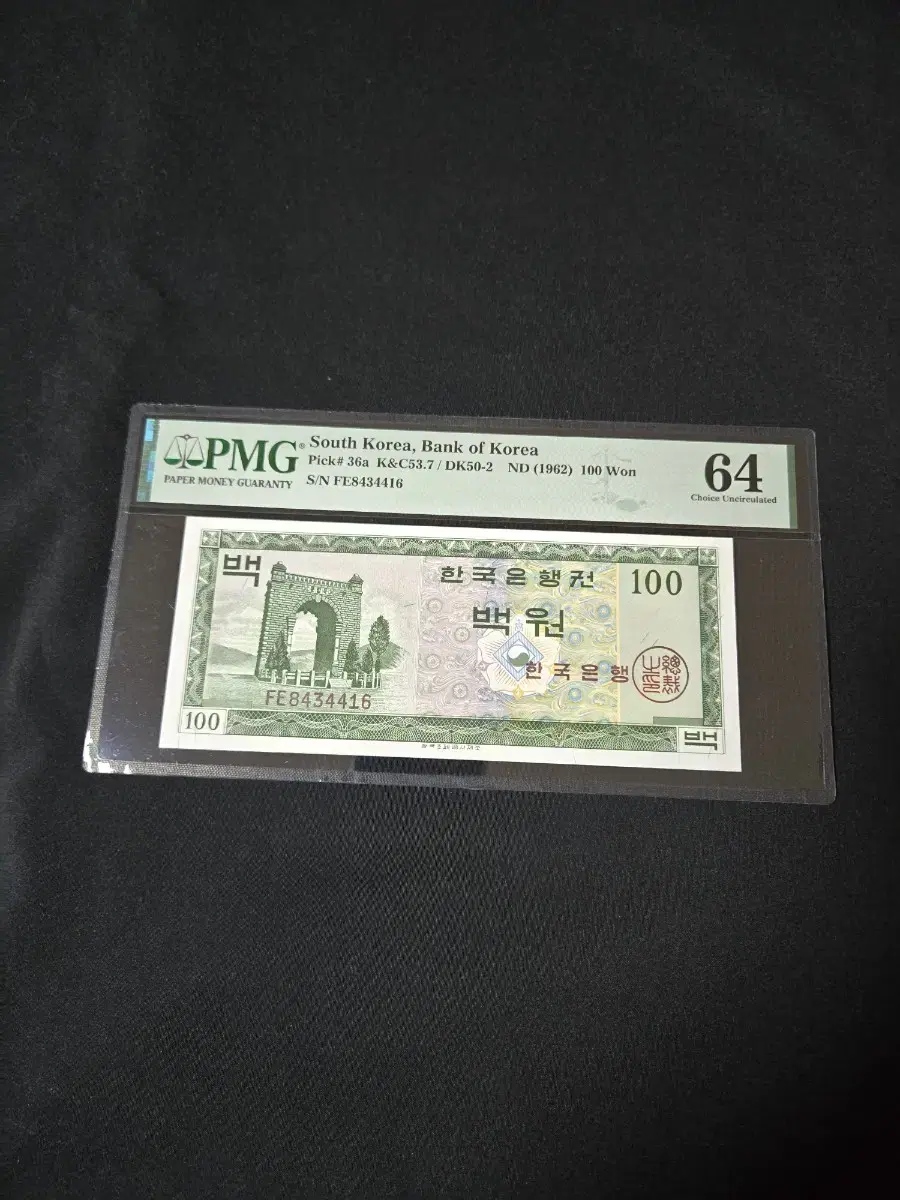 PMG®
PAPER MONEY GUARANTY
South Korea, Bank of Korea
Pick# 36a K&C53.7 / DK50-2 ND (1962) 100 Won
S/N FE8434416
64
Choice Uncirculated
백
한국은행권
100
백원
한국은행
FE8434416
100
백